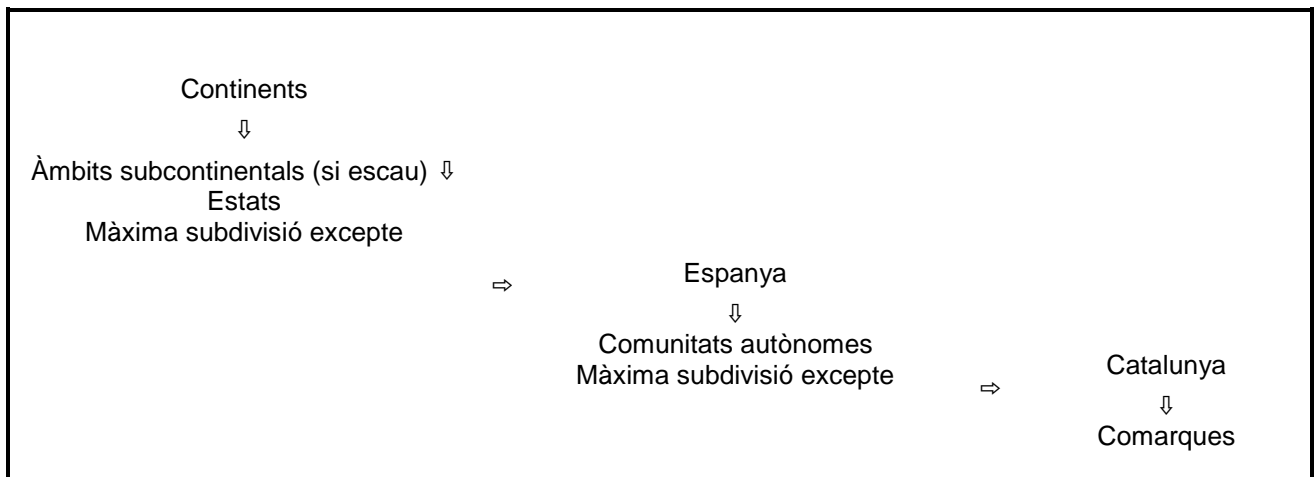 Continents
⇩
Àmbits subcontinentals (si escau) ⇩
Estats
Màxima subdivisió excepte
⇨
Espanya
⇩
Comunitats autònomes
Màxima subdivisió excepte
⇨
Catalunya
⇩
Comarques